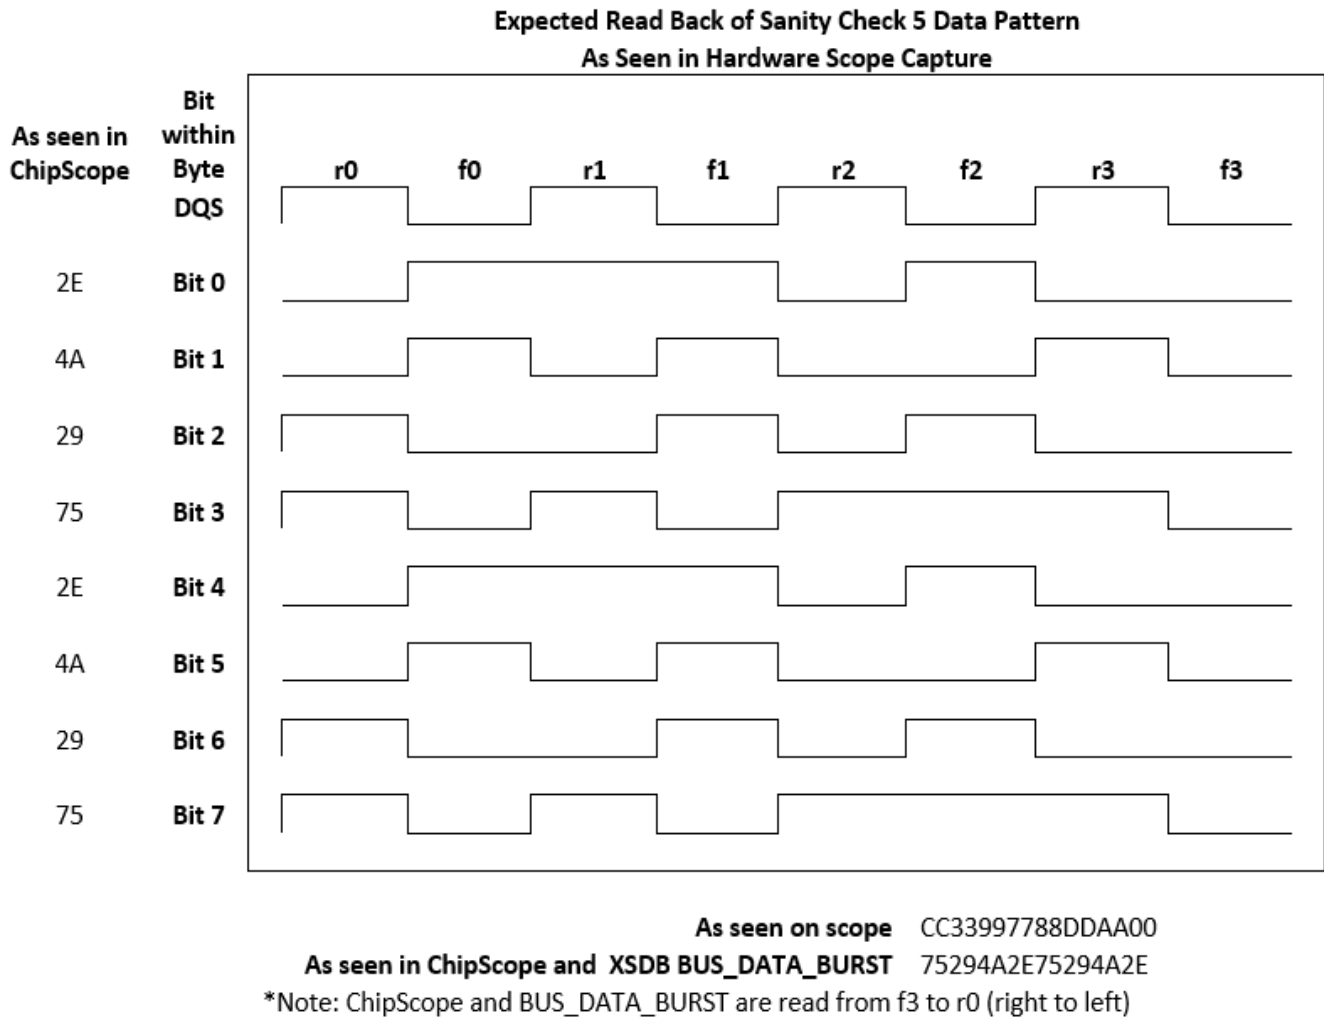 Expected Read Back of Sanity Check 5 Data Pattern
As Seen in Hardware Scope Capture
As seen in
ChipScope
Bit
within
Byte
DQS
r0 f0 r1 f1 r2 f2 r3 f3
2E Bit 0
4A Bit 1
29 Bit 2
75 Bit 3
2E Bit 4
4A Bit 5
29 Bit 6
75 Bit 7
As seen on scope CC33997788DDAA00
As seen in ChipScope and XSDB BUS_DATA_BURST 75294A2E75294A2E
*Note: ChipScope and BUS_DATA_BURST are read from f3 to r0 (right to left)